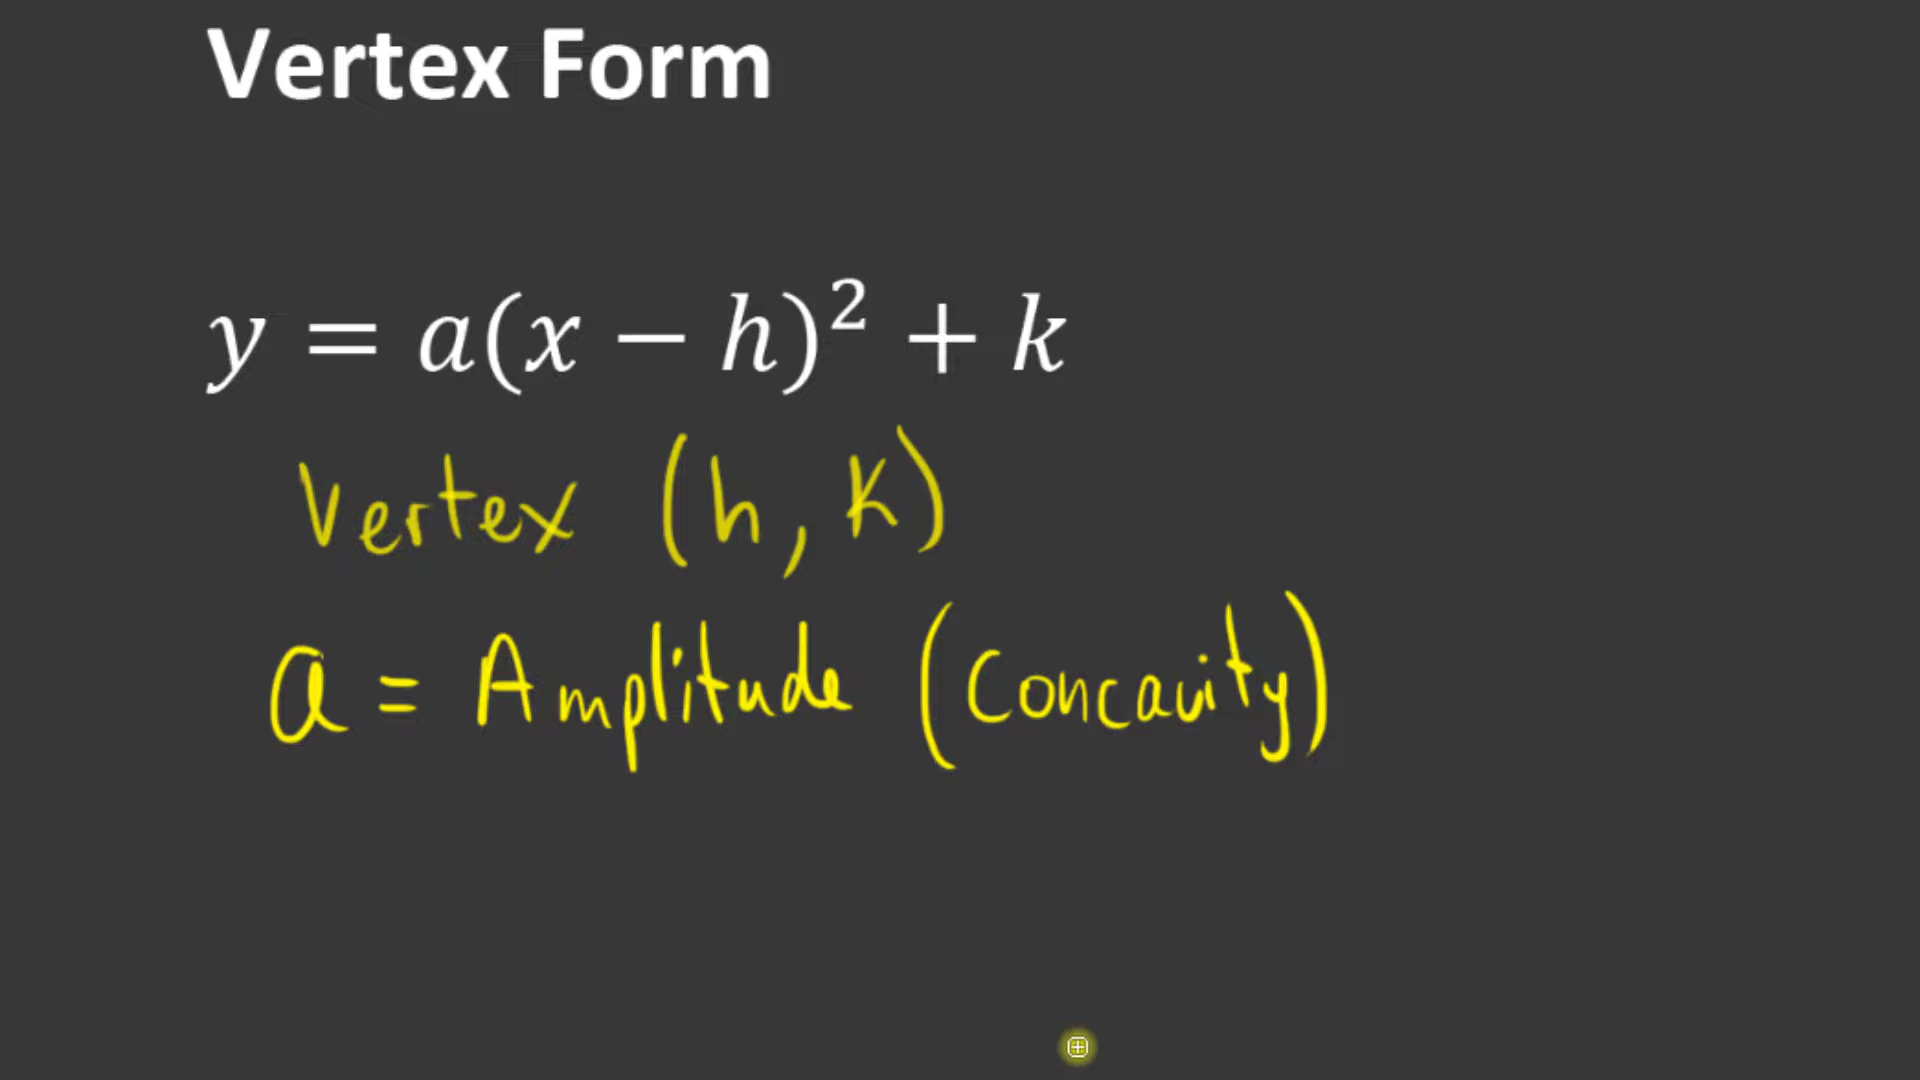 Vertex Form
y = a(x − h)² + k
Vertex (h, k)
a = Amplitude (Concavity)